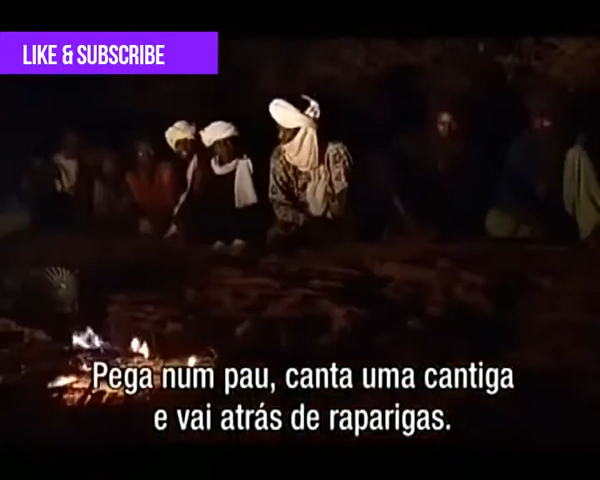 LIKE & SUBSCRIBE
Pega num pau, canta uma cantiga
e vai atrás de raparigas.